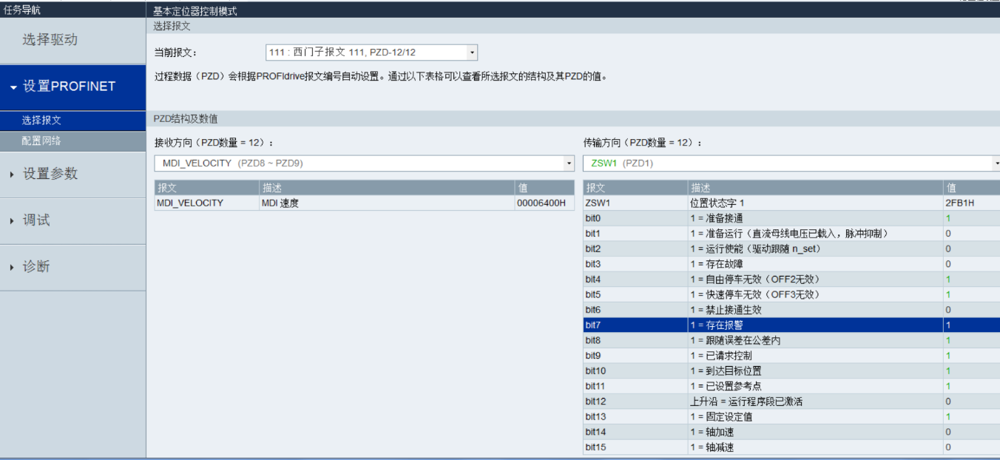 任务导航
基本定位器控制模式
选择驱动
设置PROFINET
选择报文
配置网络
设置参数
调试
诊断
选择报文
当前报文：
111 : 西门子报文 111, PZD-12/12
过程数据（PZD）会根据PROFIdrive报文编号自动设置。通过以下表格可以查看所选报文的结构及其PZD的值。
PZD结构及数值
接收方向（PZD数量 = 12）：
MDI_VELOCITY (PZD8 ~ PZD9)
报文 描述 值
MDI_VELOCITY MDI 速度 00006400H
传输方向（PZD数量 = 12）：
ZSW1 (PZD1)
报文 描述 值
ZSW1 位置状态字 1 2FB1H
bit0 1 = 准备接通 1
bit1 1 = 准备运行（直流母线电压已载入，脉冲抑制） 0
bit2 1 = 运行使能（驱动跟随 n_set） 0
bit3 1 = 存在故障 0
bit4 1 = 自由停车无效（OFF2无效） 1
bit5 1 = 快速停车无效（OFF3无效） 1
bit6 1 = 禁止接通生效 0
bit7 1 = 存在报警 1
bit8 1 = 跟随误差在公差内 1
bit9 1 = 已请求控制 1
bit10 1 = 到达目标位置 1
bit11 1 = 已设置参考点 1
bit12 上升沿 = 运行程序段已激活 0
bit13 1 = 固定设定值 1
bit14 1 = 轴加速 0
bit15 1 = 轴减速 0